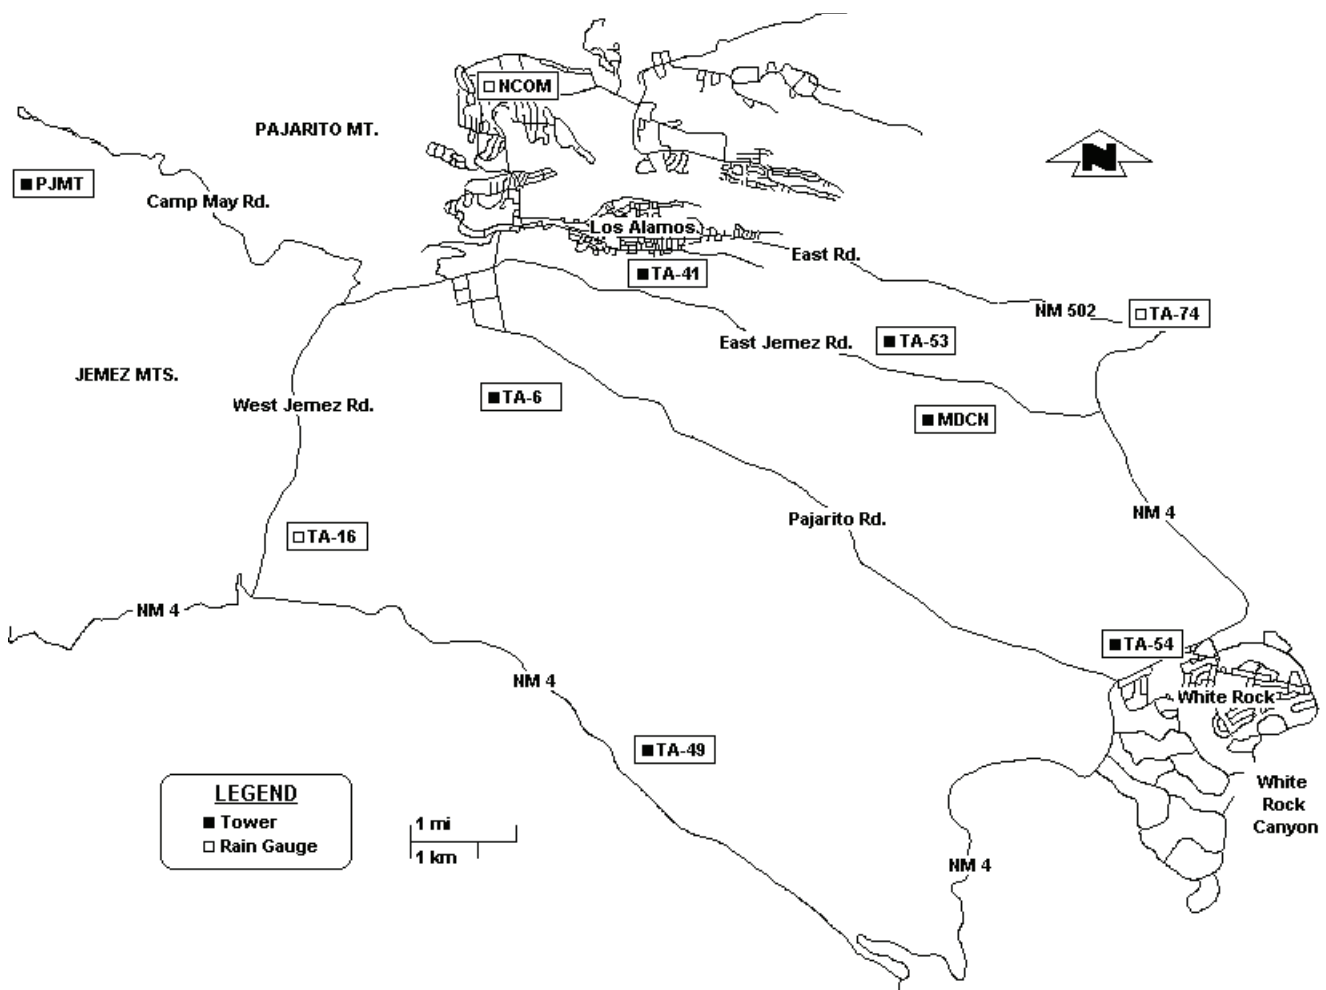 NCOM
PAJARITO MT.
N
PJMT
Camp May Rd.
Los Alamos.
East Rd.
TA-41
NM 502
TA-74
East Jemez Rd.
TA-53
JEMEZ MTS.
West Jemez Rd.
TA-6
MDCN
Pajarito Rd.
NM 4
TA-16
NM 4
TA-54
NM 4
White Rock
TA-49
White
Rock
Canyon
LEGEND
Tower
Rain Gauge
1 mi
1 km
NM 4